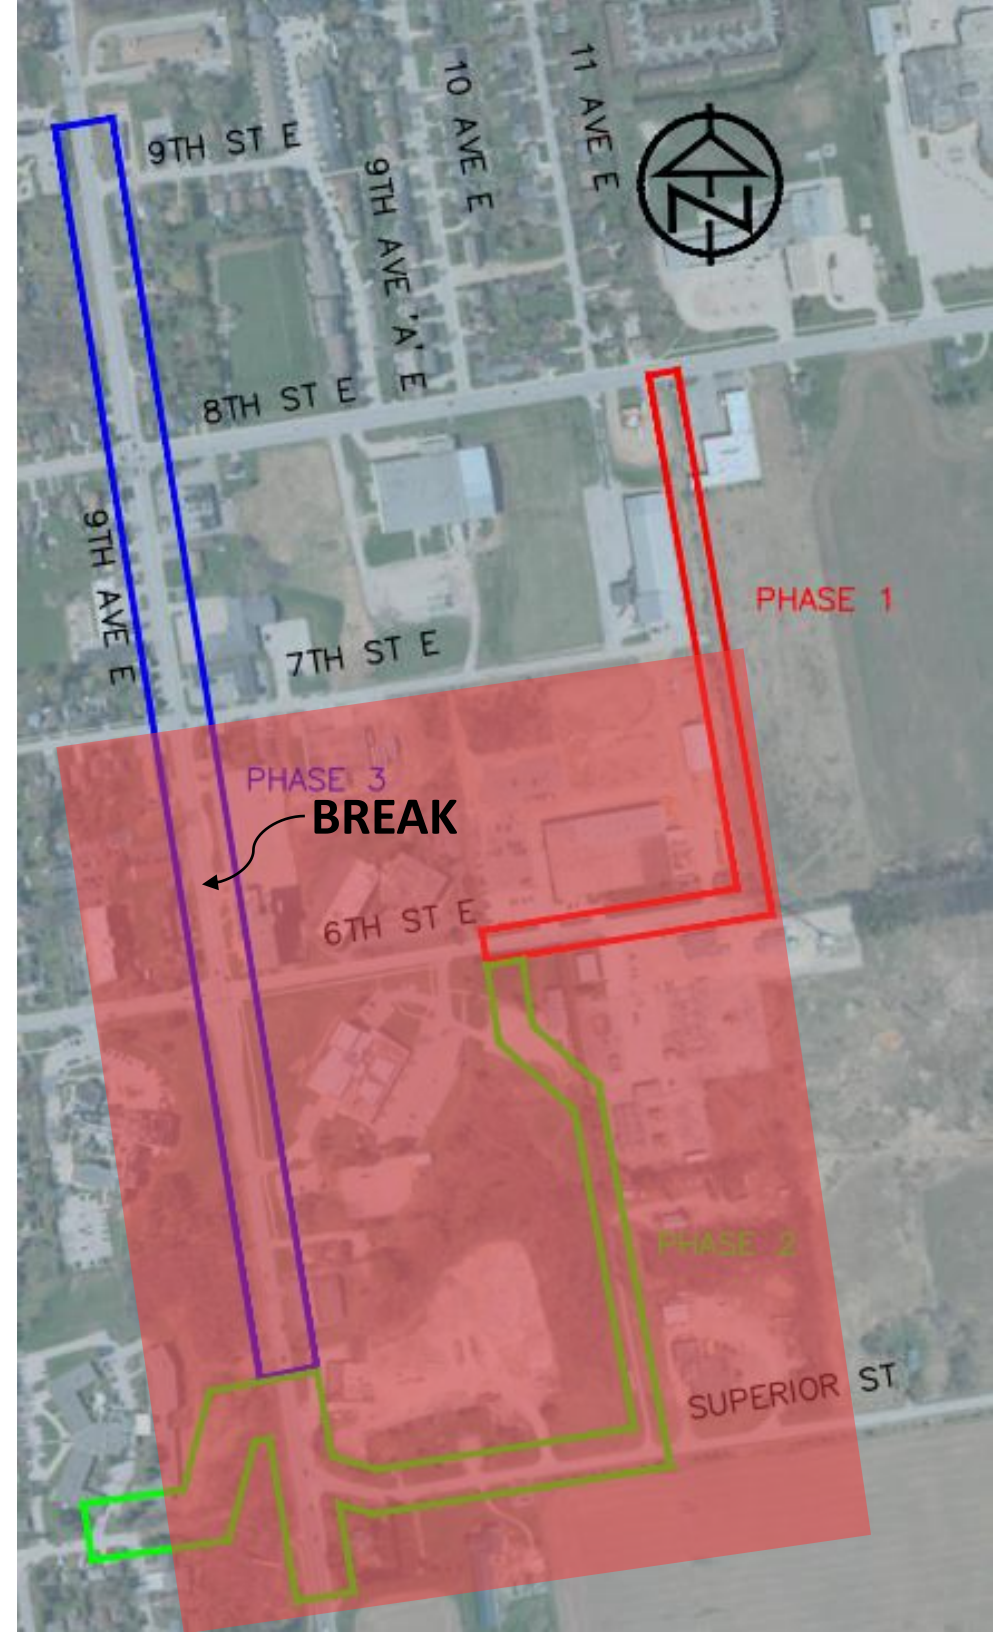 10 AVE E
11 AVE E
9TH ST E
9TH AVE 'A' E
N
8TH ST E
9TH AVE E
PHASE 1
7TH ST E
PHASE 3
BREAK
6TH ST E
PHASE 2
SUPERIOR ST